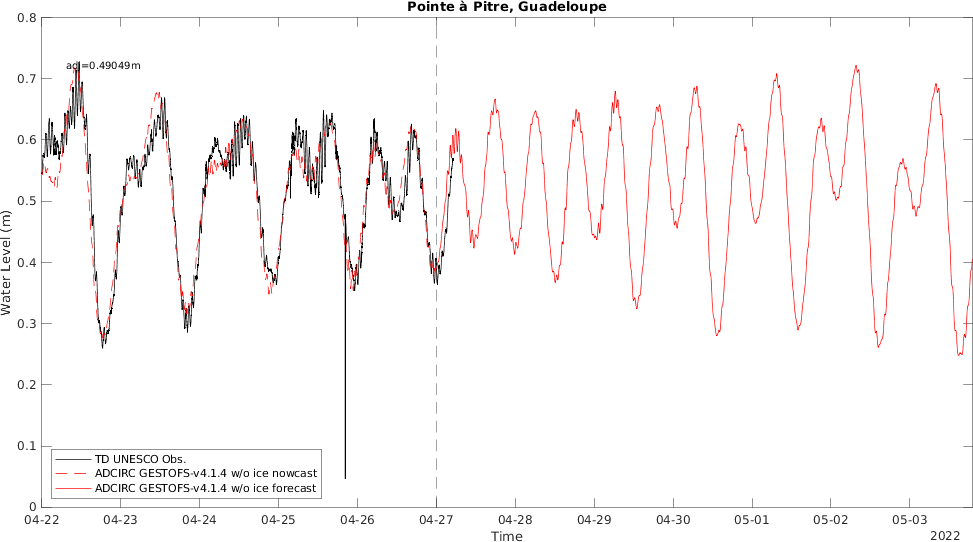 Pointe à Pitre, Guadeloupe
0.8
0.7
0.6
0.5
0.4
0.3
0.2
0.1
0
Water Level (m)
adj=0.49049m
TD UNESCO Obs.
ADCIRC GESTOFS-v4.1.4 w/o ice nowcast
ADCIRC GESTOFS-v4.1.4 w/o ice forecast
04-22 04-23 04-24 04-25 04-26 04-27 04-28 04-29 04-30 05-01 05-02 05-03
Time
2022